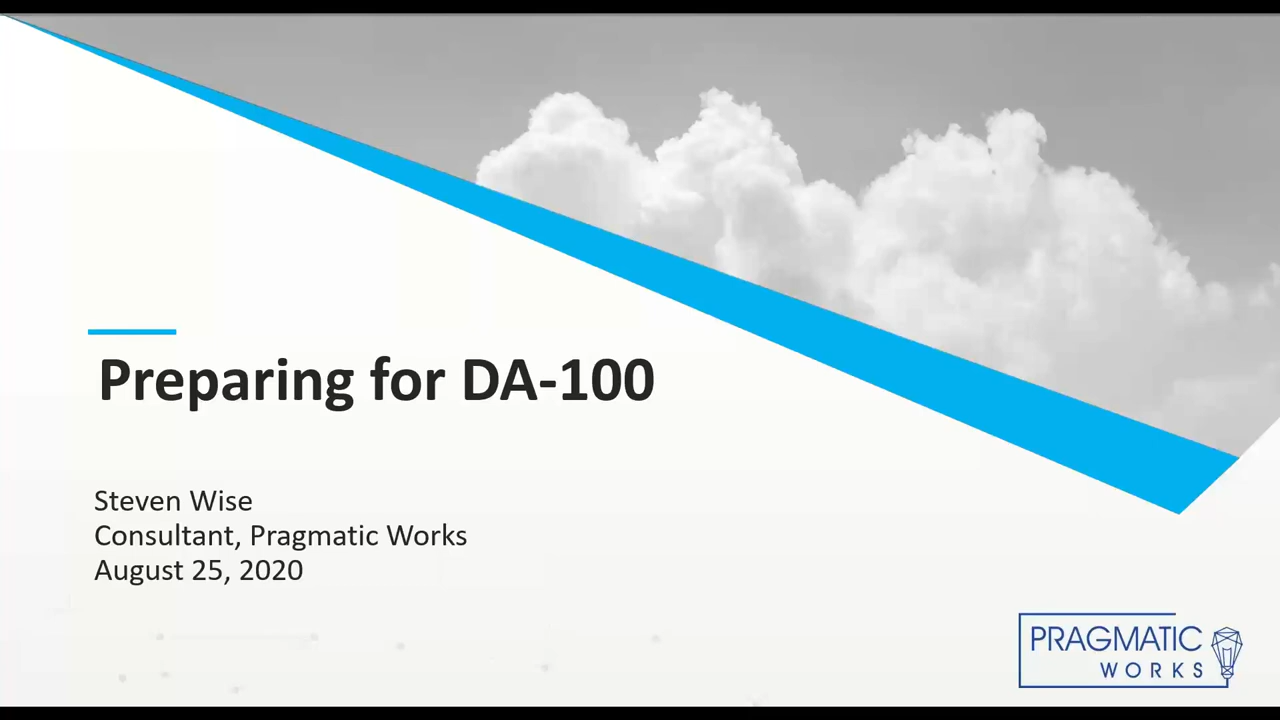 Preparing for DA-100
Steven Wise
Consultant, Pragmatic Works
August 25, 2020
PRAGMATIC
WORKS